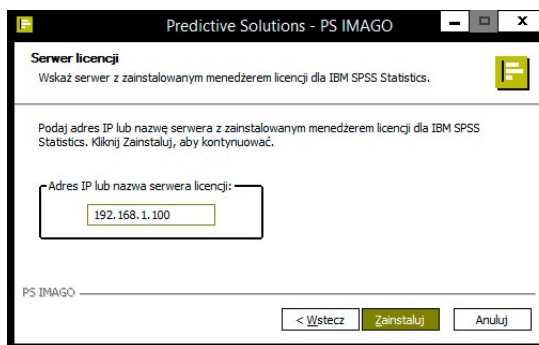 Predictive Solutions - PS IMAGO
Serwer licencji
Wskaż serwer z zainstalowanym menedżerem licencji dla IBM SPSS Statistics.
Podaj adres IP lub nazwę serwera z zainstalowanym menedżerem licencji dla IBM SPSS
Statistics. Kliknij Zainstaluj, aby kontynuować.
Adres IP lub nazwa serwera licencji:
192.168.1.100
PS IMAGO
< Wstecz
Zainstaluj
Anuluj